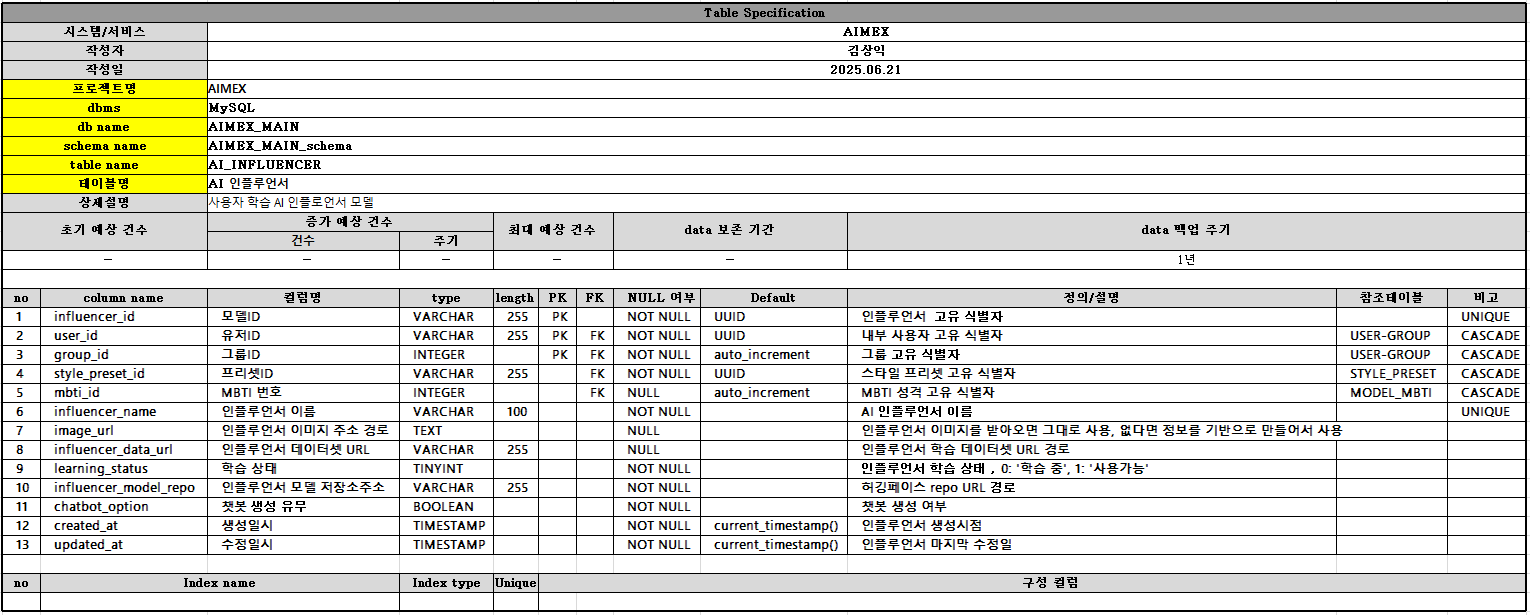 Table Specification
시스템/서비스 AIMEX
작성자 김상익
작성일 2025.06.21
프로젝트명 AIMEX
dbms MySQL
db name AIMEX_MAIN
schema name AIMEX_MAIN_schema
table name AI_INFLUENCER
테이블명 AI 인플루언서
상세설명 사용자 학습 AI 인플로언서 모델
초기 예상 건수 증가 예상 건수 최대 예상 건수 data 보존 기간 data 백업 주기
건수 주기
– – – – – 1년
no column name 컬럼명 type length PK FK NULL 여부 Default 정의/설명 참조테이블 비고
1 influencer_id 모델ID VARCHAR 255 PK NOT NULL UUID 인플루언서 고유 식별자 UNIQUE
2 user_id 유저ID VARCHAR 255 PK FK NOT NULL UUID 내부 사용자 고유 식별자 USER-GROUP CASCADE
3 group_id 그룹ID INTEGER PK FK NOT NULL auto_increment 그룹 고유 식별자 USER-GROUP CASCADE
4 style_preset_id 프리셋ID VARCHAR 255 FK NOT NULL UUID 스타일 프리셋 고유 식별자 STYLE_PRESET CASCADE
5 mbti_id MBTI 번호 INTEGER FK NULL auto_increment MBTI 성격 고유 식별자 MODEL_MBTI CASCADE
6 influencer_name 인플루언서 이름 VARCHAR 100 NOT NULL AI 인플루언서 이름 UNIQUE
7 image_url 인플루언서 이미지 주소 경로 TEXT NULL 인플루언서 이미지를 받아오면 그대로 사용, 없다면 정보를 기반으로 만들어서 사용
8 influencer_data_url 인플루언서 데이터셋 URL VARCHAR 255 NULL 인플루언서 학습 데이터셋 URL 경로
9 learning_status 학습 상태 TINYINT NOT NULL 인플루언서 학습 상태 , 0: '학습 중', 1: '사용가능'
10 influencer_model_repo 인플루언서 모델 저장소주소 VARCHAR 255 NOT NULL 허깅페이스 repo URL 경로
11 chatbot_option 챗봇 생성 유무 BOOLEAN NOT NULL 챗봇 생성 여부
12 created_at 생성일시 TIMESTAMP NOT NULL current_timestamp() 인플루언서 생성시점
13 updated_at 수정일시 TIMESTAMP NOT NULL current_timestamp() 인플루언서 마지막 수정일
no Index name Index type Unique 구성 컬럼